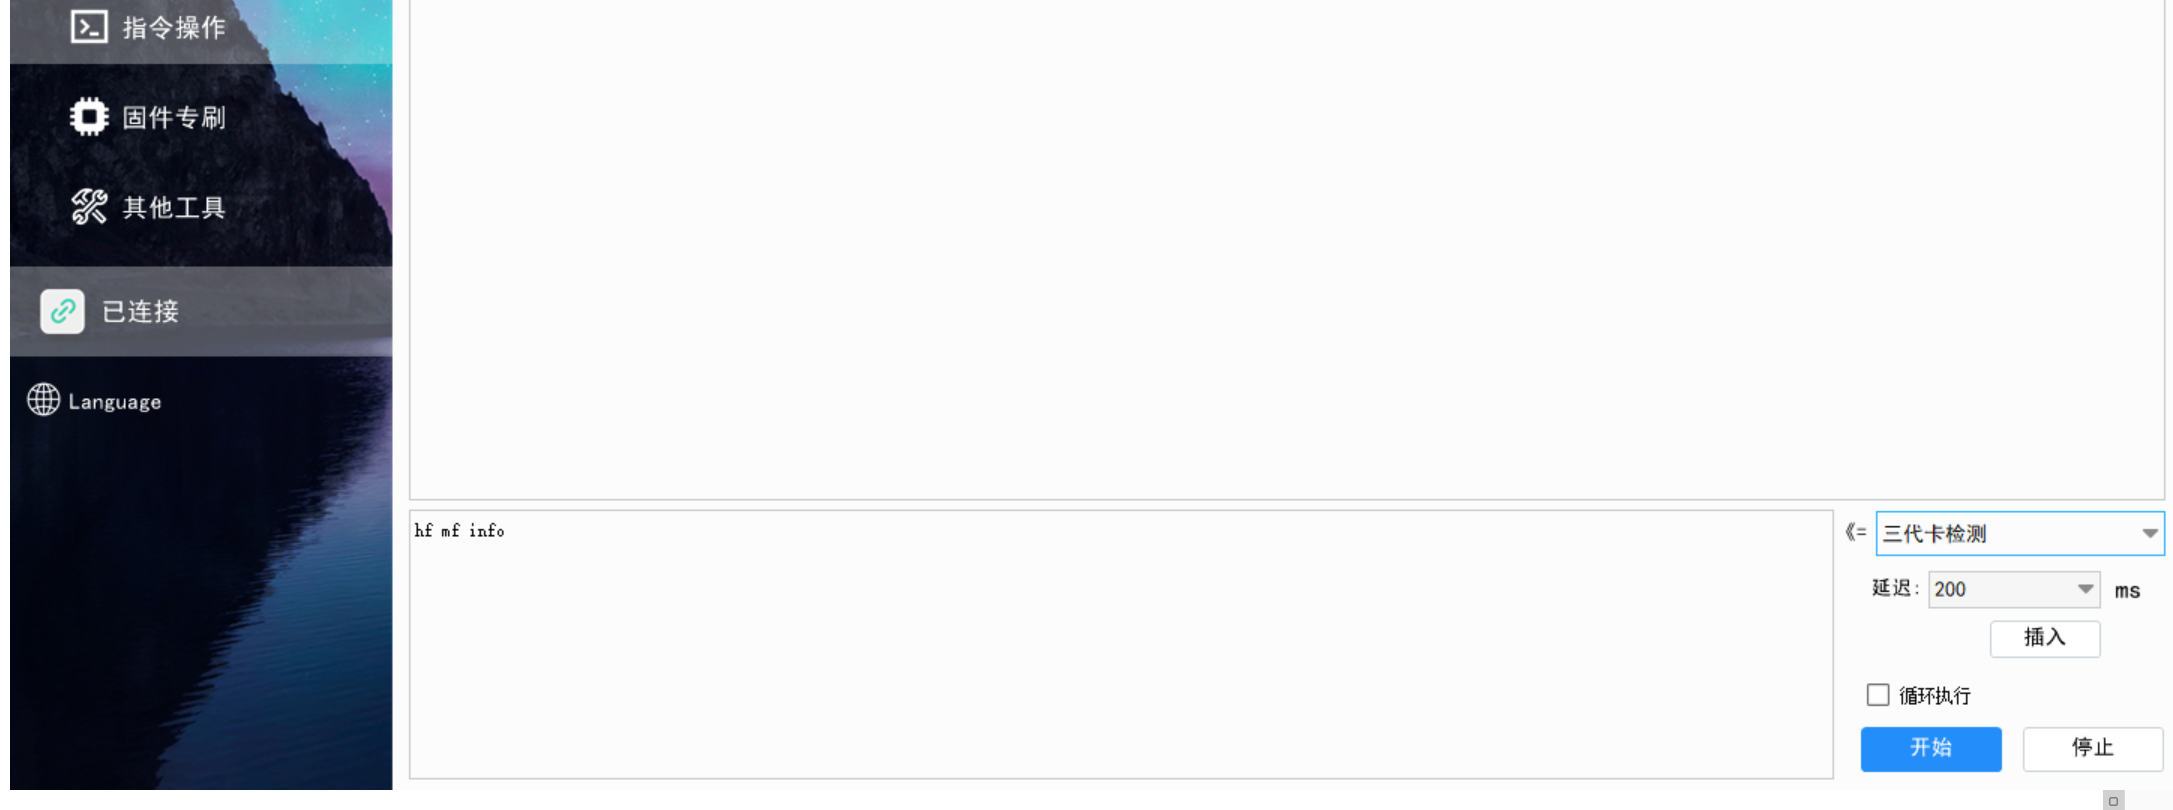 指令操作
固件专刷
其他工具
已连接
Language
hf mf info
《= 三代卡检测
延迟: 200 ms
插入
循环执行
开始 停止